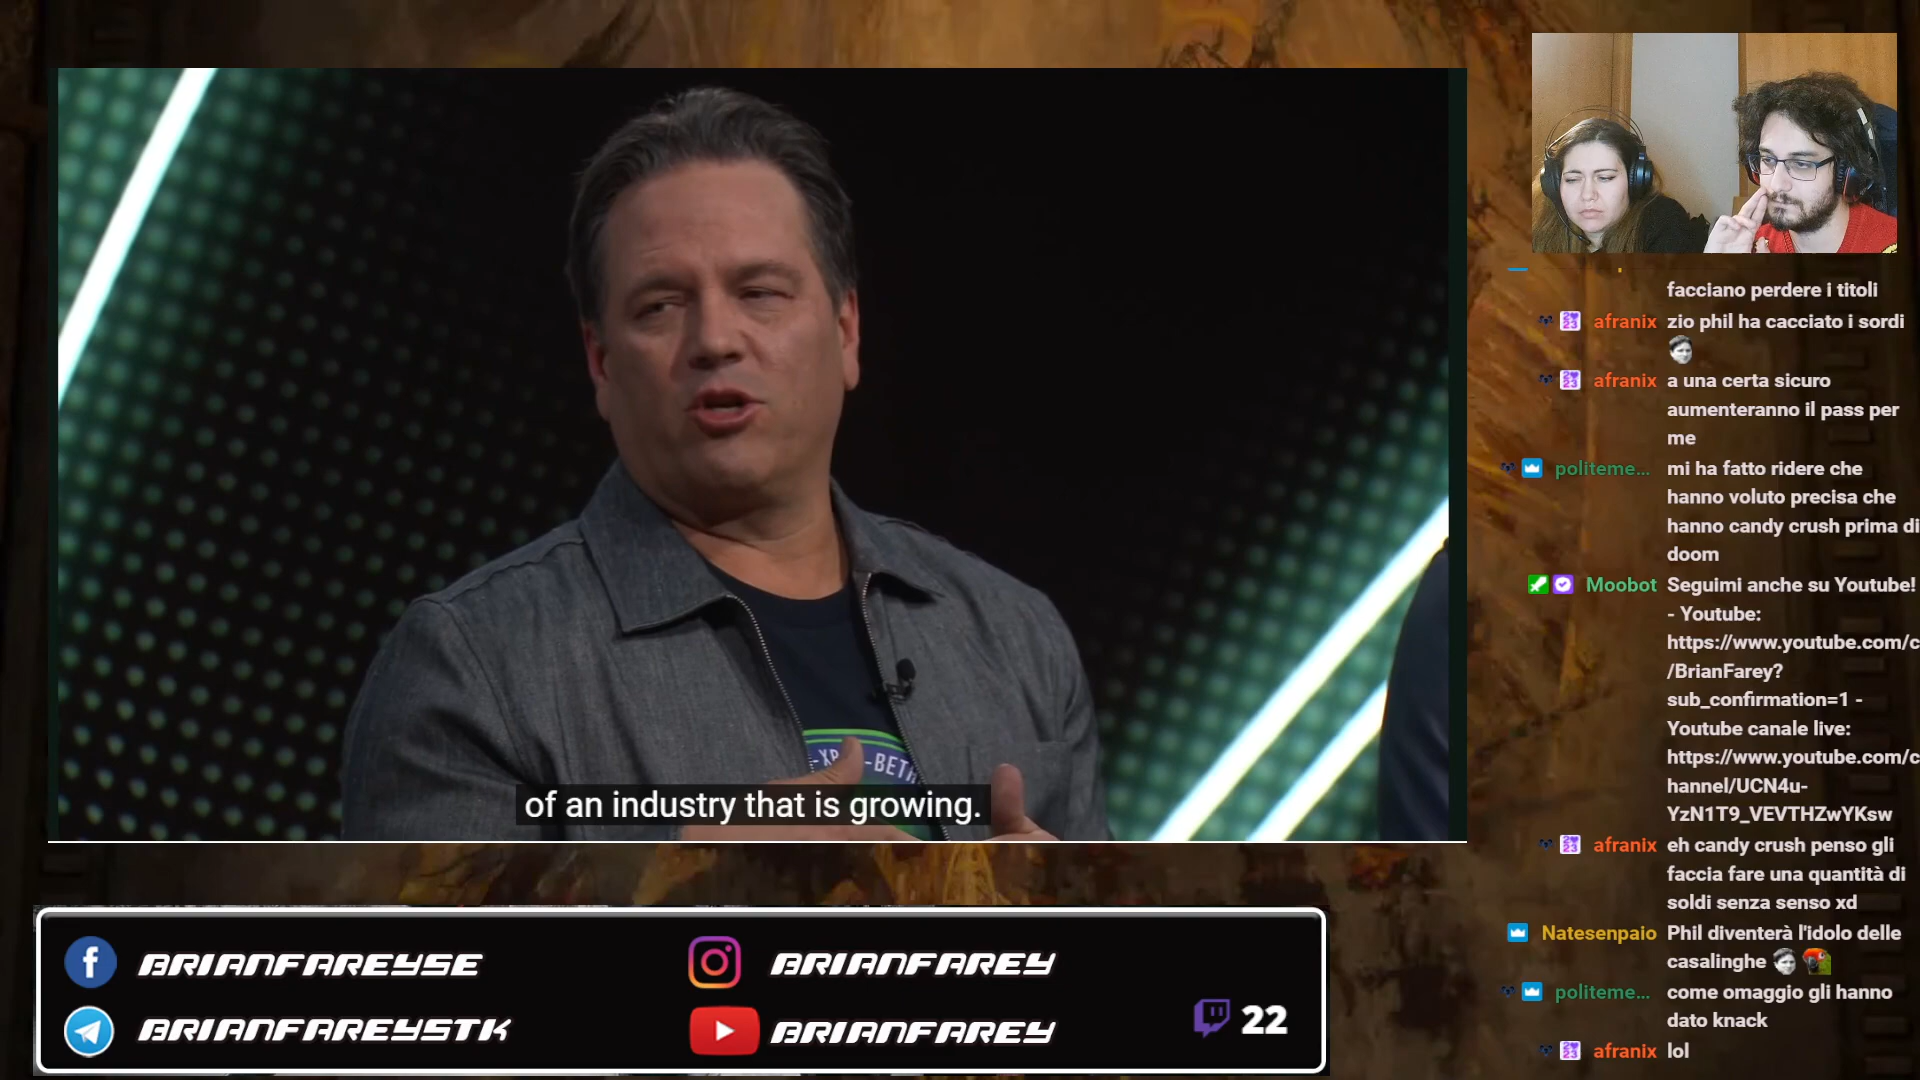 -XB -BETH
of an industry that is growing.
facciano perdere i titoli
afranix zio phil ha cacciato i sordi
afranix a una certa sicuro
aumenteranno il pass per
me
politeme... mi ha fatto ridere che
hanno voluto precisa che
hanno candy crush prima di
doom
Moobot Seguimi anche su Youtube!
- Youtube:
https://www.youtube.com/c
/BrianFarey?
sub_confirmation=1 -
Youtube canale live:
https://www.youtube.com/c
hannel/UCN4u-
YzN1T9_VEVTHZwYKsw
afranix eh candy crush penso gli
faccia fare una quantità di
soldi senza senso xd
Natesenpaio Phil diventerà l'idolo delle
casalinghe
politeme... come omaggio gli hanno
dato knack
afranix lol
BRIANFAREYSE
BRIANFAREY
BRIANFAREYSTK
BRIANFAREY
22